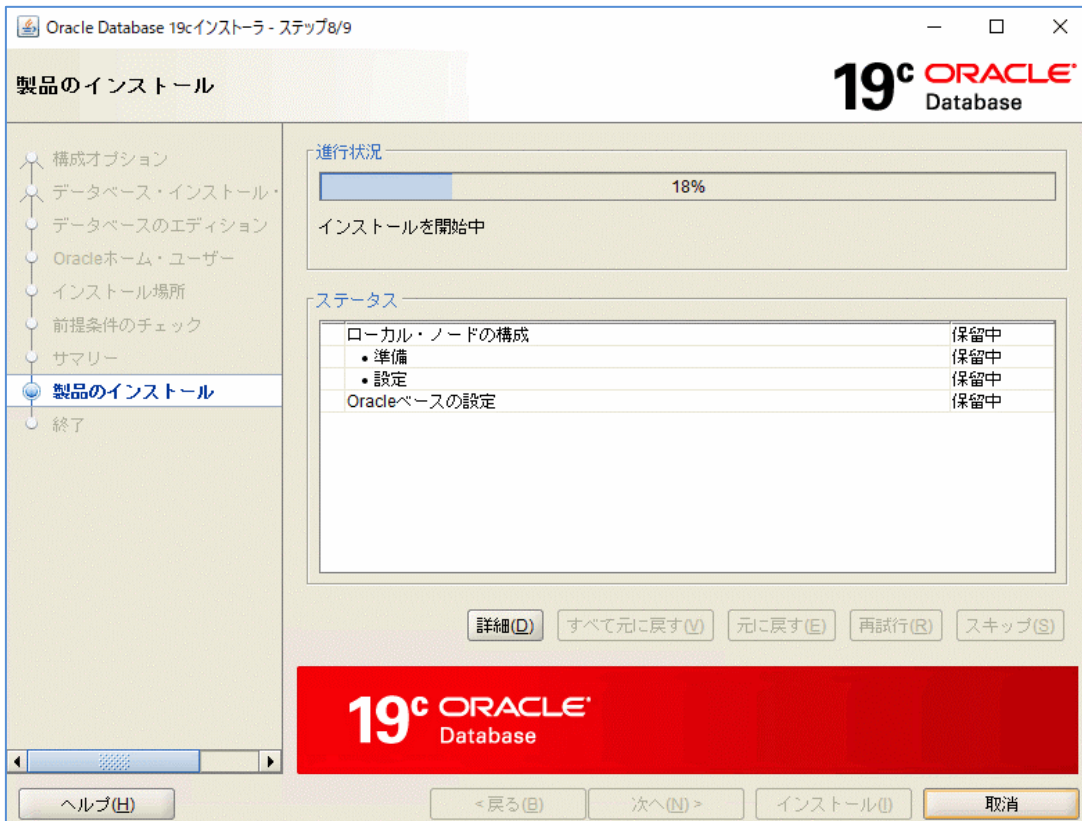 Oracle Database 19cインストーラ - ステップ8/9
製品のインストール
19c ORACLE
Database
構成オプション
データベース・インストール・
データベースのエディション
Oracleホーム・ユーザー
インストール場所
前提条件のチェック
サマリー
製品のインストール
終了
進行状況
18%
インストールを開始中
ステータス
ローカル・ノードの構成 保留中
• 準備 保留中
• 設定 保留中
Oracleベースの設定 保留中
詳細(D) すべて元に戻す(V) 元に戻す(E) 再試行(R) スキップ(S)
19c ORACLE
Database
ヘルプ(H) <戻る(B) 次へ(N)> インストール(I) 取消